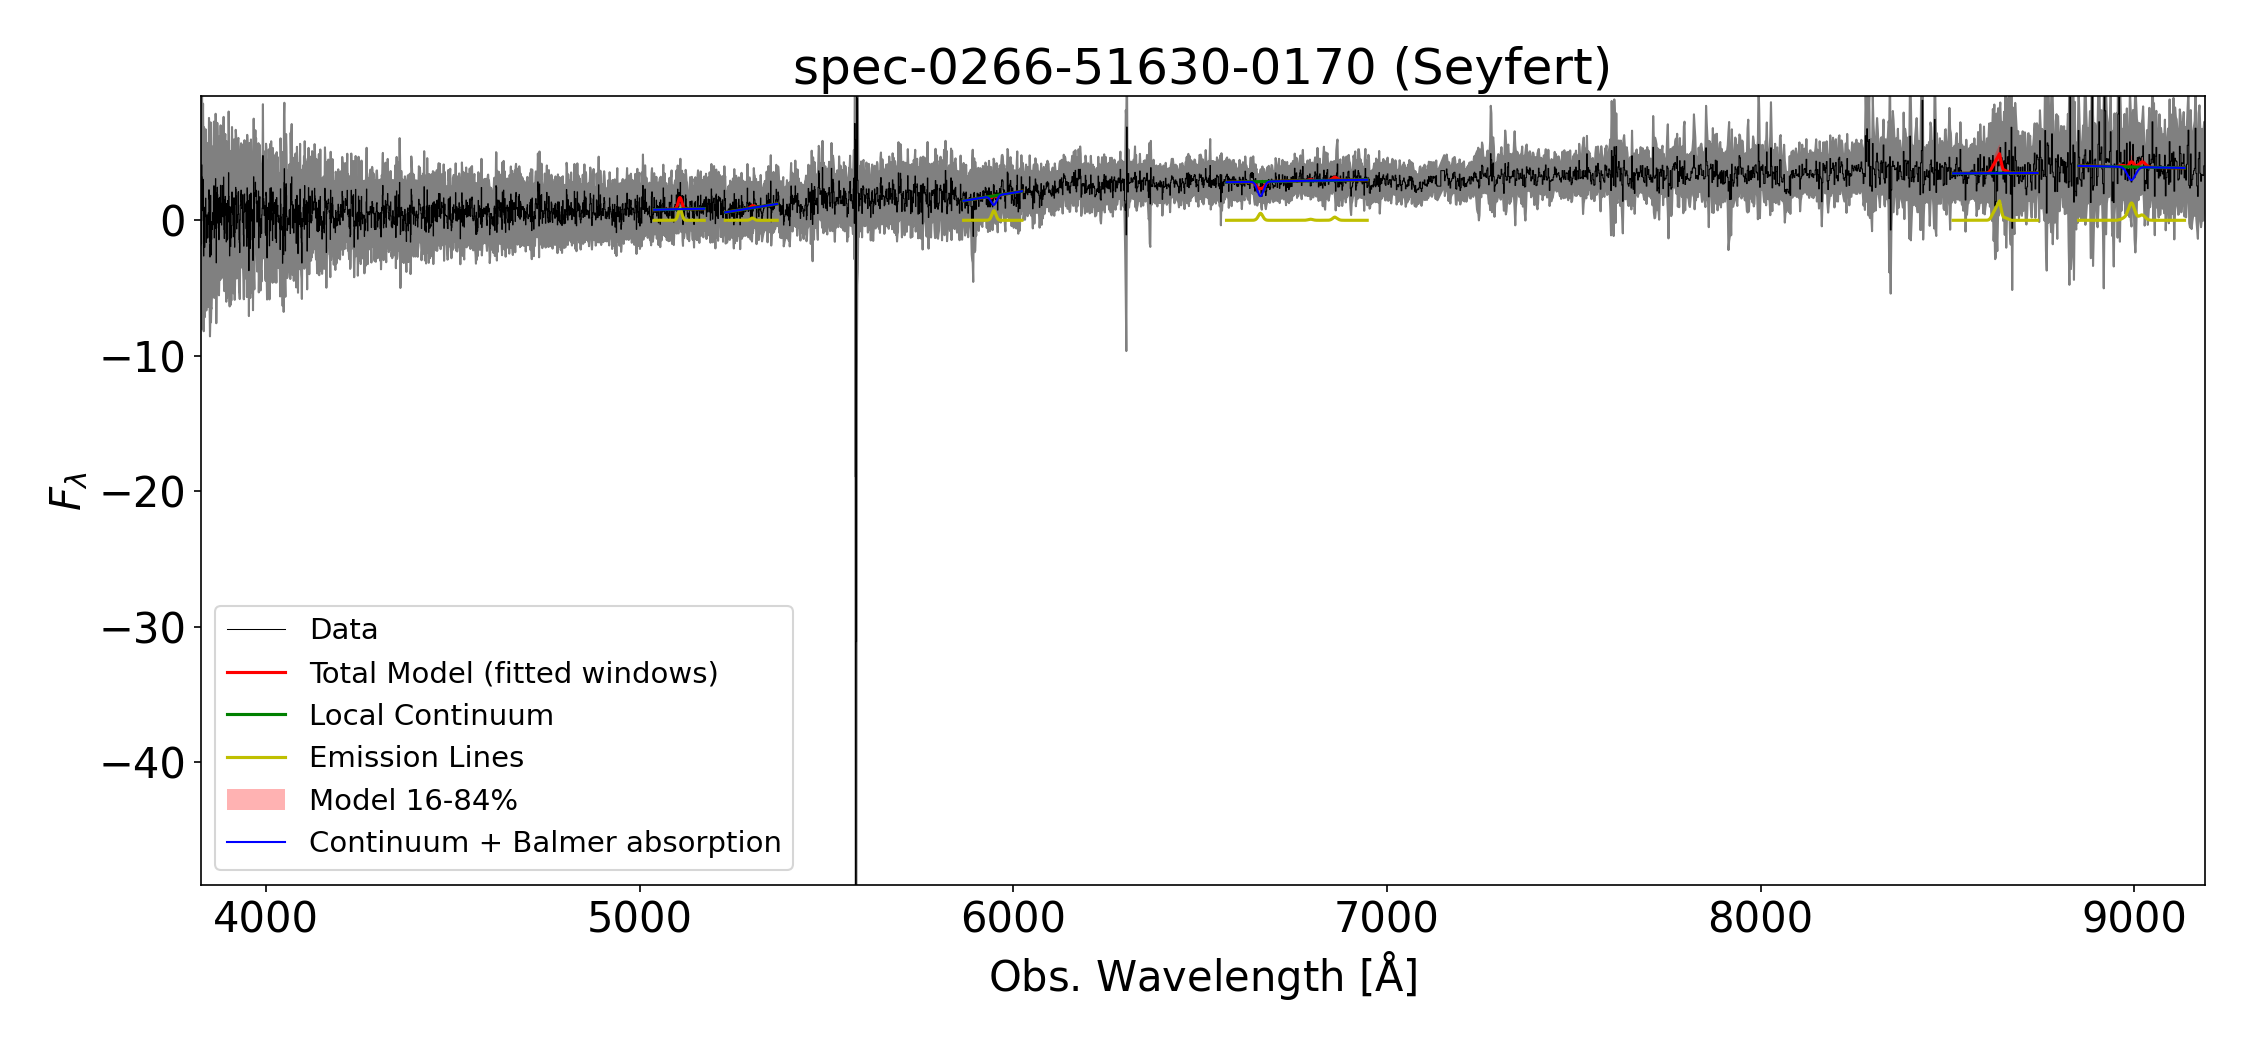 spec-0266-51630-0170 (Seyfert)
0
−10
−20
−30
−40
F_λ
Data
Total Model (fitted windows)
Local Continuum
Emission Lines
Model 16-84%
Continuum + Balmer absorption
4000 5000 6000 7000 8000 9000
Obs. Wavelength [Å]